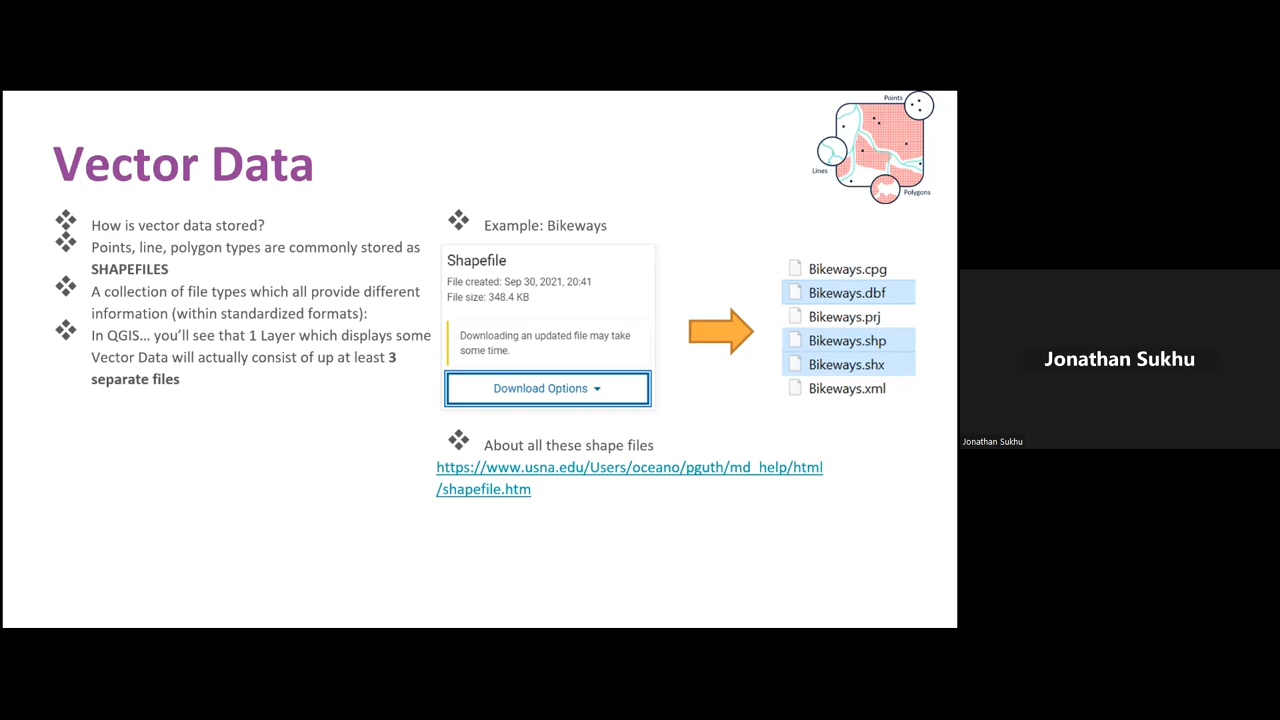 Points
Lines
Polygons
Vector Data
How is vector data stored?
Points, line, polygon types are commonly stored as
SHAPEFILES
A collection of file types which all provide different
information (within standardized formats):
In QGIS... you'll see that 1 Layer which displays some
Vector Data will actually consist of up at least 3
separate files
Example: Bikeways
Shapefile
File created: Sep 30, 2021, 20:41
File size: 348.4 KB
Downloading an updated file may take
some time.
Download Options
Bikeways.cpg
Bikeways.dbf
Bikeways.prj
Bikeways.shp
Bikeways.shx
Bikeways.xml
About all these shape files
https://www.usna.edu/Users/oceano/pguth/md_help/html
/shapefile.htm
Jonathan Sukhu
Jonathan Sukhu